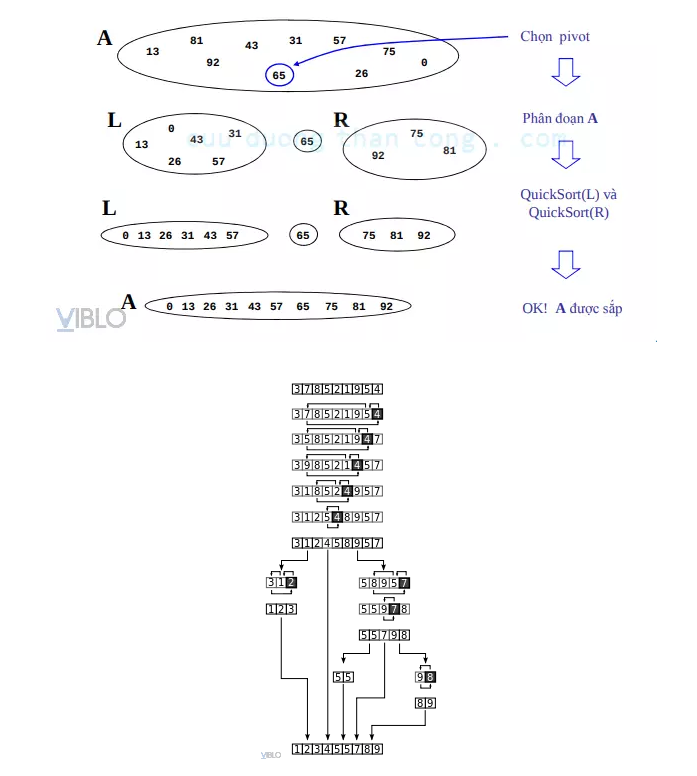 A
81
31
57
43
13
75
92
0
65
26
Chọn pivot
Phân đoạn A
L
0
31
43
13
26
57
65
R
75
92
81
cuu duong than cong . com
QuickSort(L) và
QuickSort(R)
L
0 13 26 31 43 57
65
R
75 81 92
A
0 13 26 31 43 57 65 75 81 92
OK! A được sắp
VIBLO
3 7 8 5 2 1 9 5 4
3 7 8 5 2 1 9 5 4
3 5 8 5 2 1 9 4 7
3 9 8 5 2 1 4 5 7
3 1 8 5 2 4 9 5 7
3 1 2 5 4 8 9 5 7
3 1 2 4 5 8 9 5 7
3 1 2
5 8 9 5 7
1 2 3
5 5 9 7 8
5 5 7 9 8
5 5
9 8
8 9
1 2 3 4 5 5 7 8 9
VIBLO